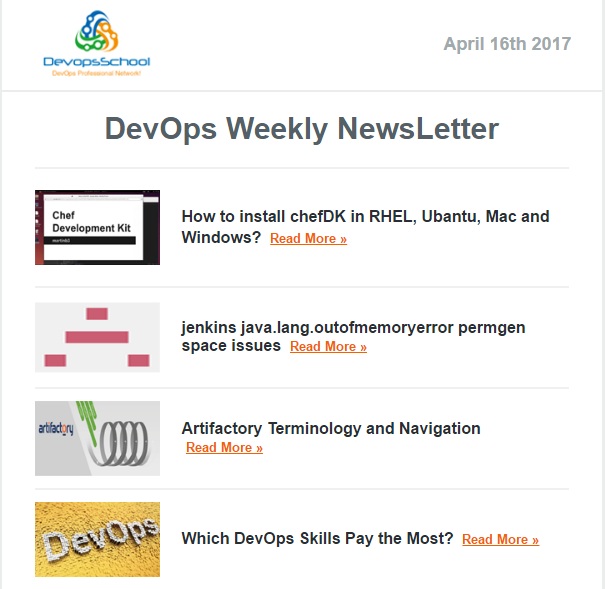 DevopsSchool
DevOps Professional Network!
April 16th 2017
DevOps Weekly NewsLetter
Chef
Development Kit
How to install chefDK in RHEL, Ubantu, Mac and
Windows? Read More »
jenkins java.lang.outofmemoryerror permgen
space issues Read More »
artifactory
Artifactory Terminology and Navigation
Read More »
DevOps
Which DevOps Skills Pay the Most? Read More »